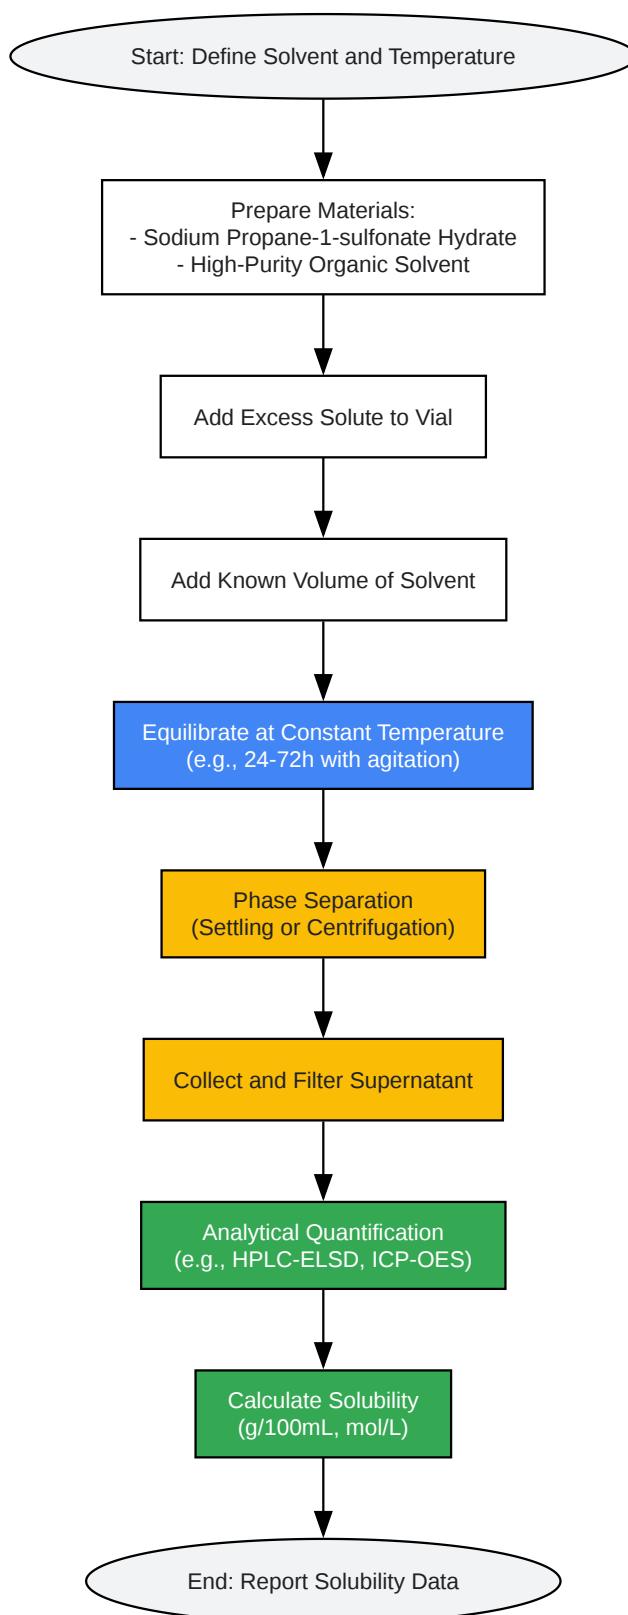 Start: Define Solvent and Temperature
Prepare Materials:
- Sodium Propane-1-sulfonate Hydrate
- High-Purity Organic Solvent
Add Excess Solute to Vial
Add Known Volume of Solvent
Equilibrate at Constant Temperature
(e.g., 24-72h with agitation)
Phase Separation
(Settling or Centrifugation)
Collect and Filter Supernatant
Analytical Quantification
(e.g., HPLC-ELSD, ICP-OES)
Calculate Solubility
(g/100mL, mol/L)
End: Report Solubility Data